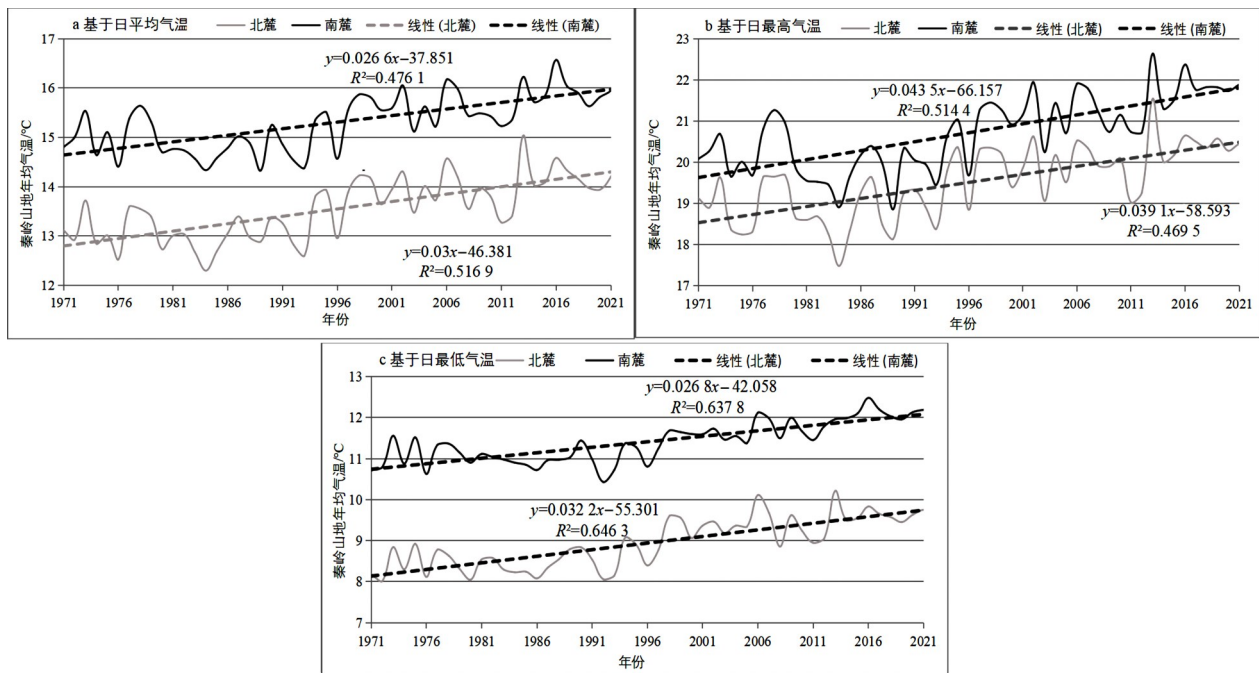 a 基于日平均气温 北麓 南麓 线性 (北麓) 线性 (南麓)
17
16
15
14
13
12
秦岭山地年均气温/°C
y=0.026 6x−37.851
R²=0.476 1
y=0.03x−46.381
R²=0.516 9
1971 1976 1981 1986 1991 1996 2001 2006 2011 2016 2021
年份
b 基于日最高气温 北麓 南麓 线性 (北麓) 线性 (南麓)
23
22
21
20
19
18
17
秦岭山地年均气温/°C
y=0.043 5x−66.157
R²=0.514 4
y=0.039 1x−58.593
R²=0.469 5
1971 1976 1981 1986 1991 1996 2001 2006 2011 2016 2021
年份
c 基于日最低气温 北麓 南麓 线性 (北麓) 线性 (南麓)
13
12
11
10
9
8
7
秦岭山地年均气温/°C
y=0.026 8x−42.058
R²=0.637 8
y=0.032 2x−55.301
R²=0.646 3
1971 1976 1981 1986 1991 1996 2001 2006 2011 2016 2021
年份